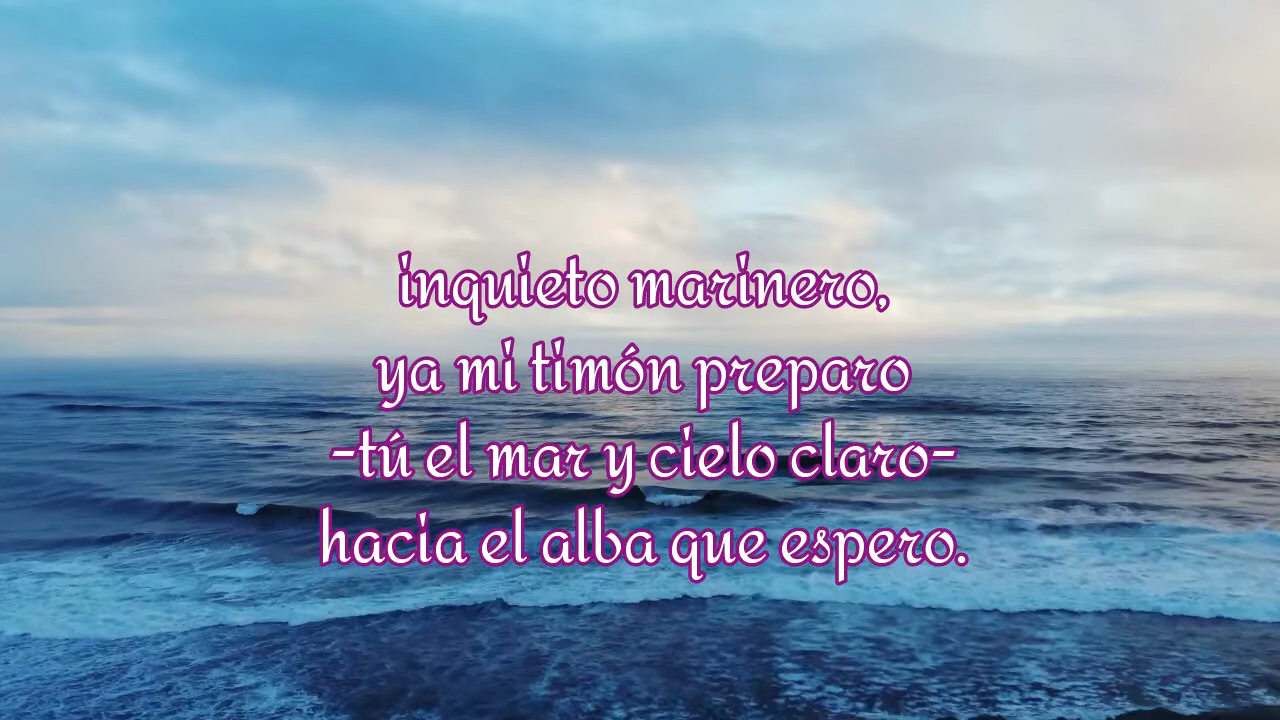 inquieto marinero,
ya mi timón preparo
-tú el mar y cielo claro-
hacia el alba que espero.